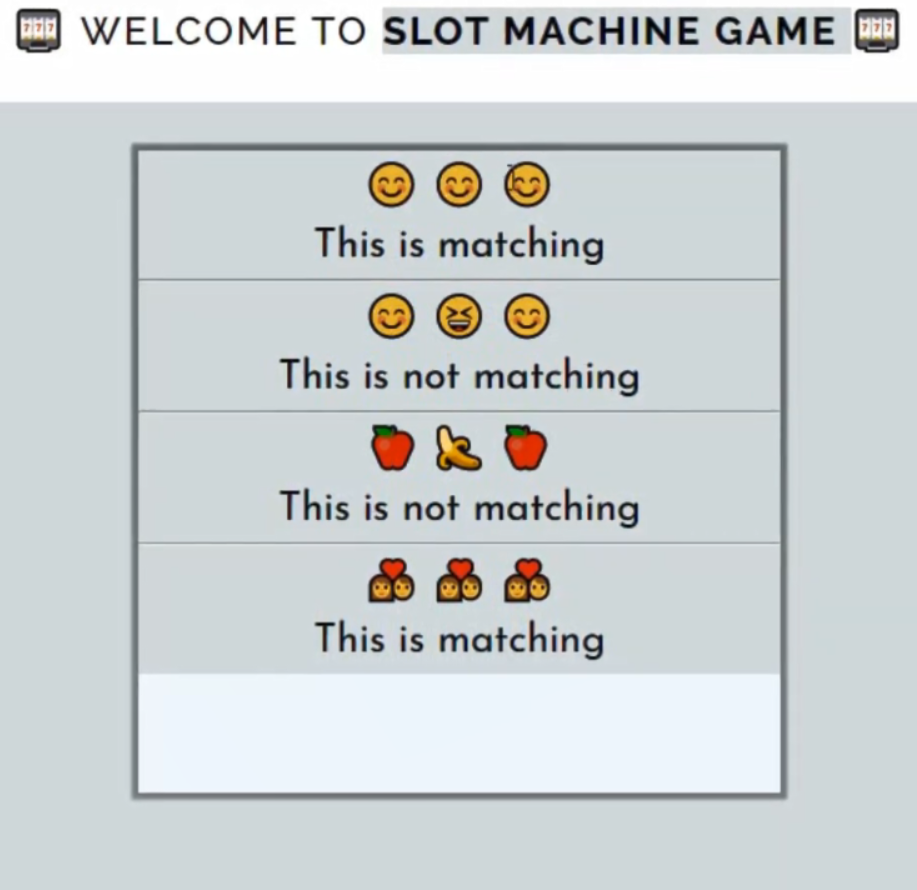 🎰 WELCOME TO SLOT MACHINE GAME 🎰
😊 😊 😊
This is matching
😊 😆 😊
This is not matching
🍎 🍌 🍎
This is not matching
👩‍❤️‍👨 👩‍❤️‍👨 👩‍❤️‍👨
This is matching